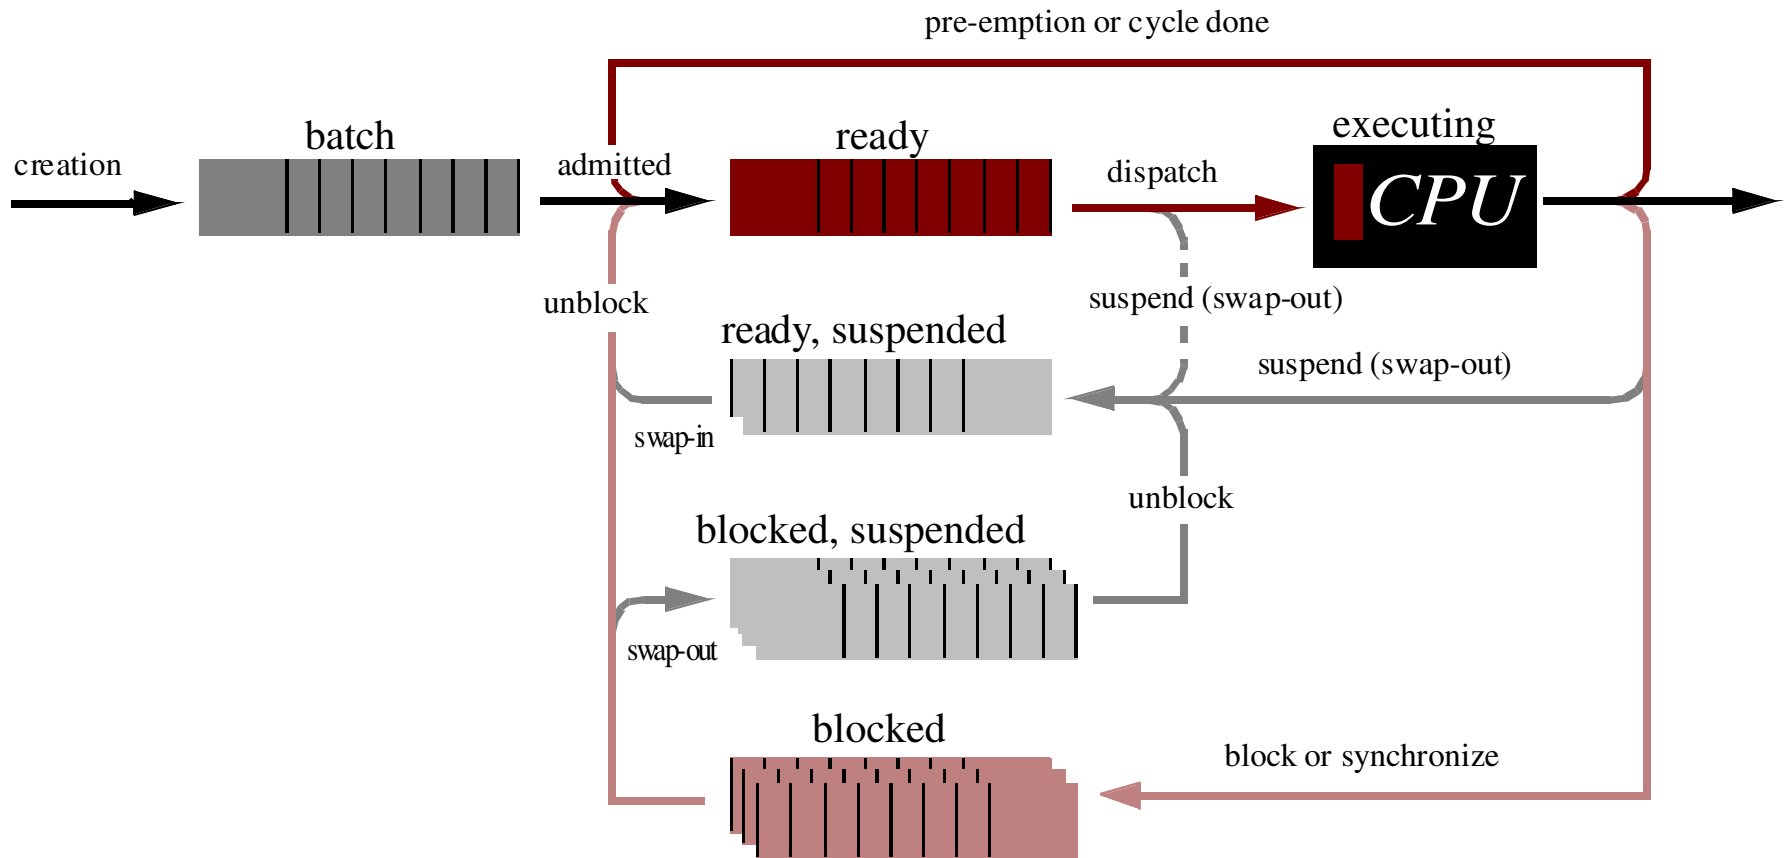 pre-emption or cycle done
batch
ready
executing
creation
admitted
dispatch
CPU
unblock
suspend (swap-out)
ready, suspended
suspend (swap-out)
swap-in
unblock
blocked, suspended
swap-out
blocked
block or synchronize